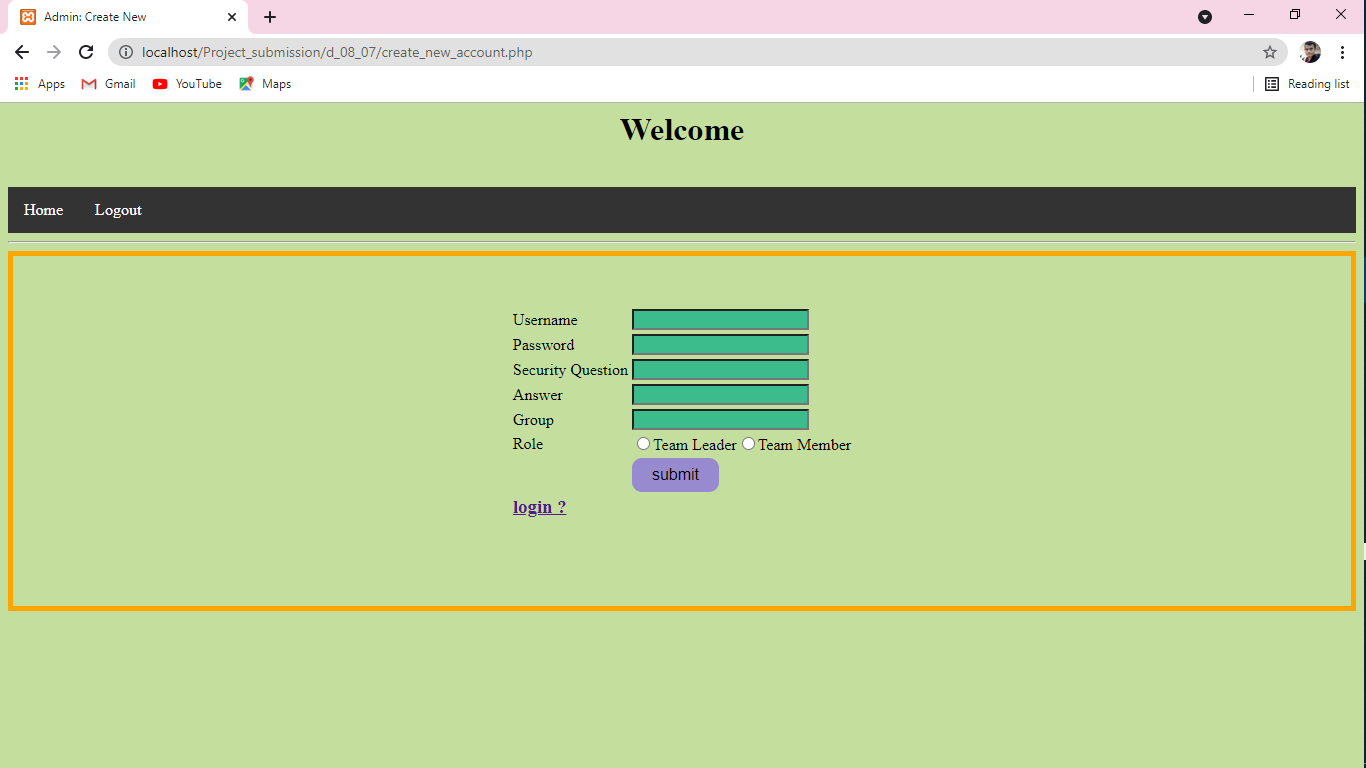 Admin: Create New
localhost/Project_submission/d_08_07/create_new_account.php
Apps Gmail YouTube Maps Reading list
Welcome
Home Logout
Username
Password
Security Question
Answer
Group
Role Team Leader Team Member
submit
login ?